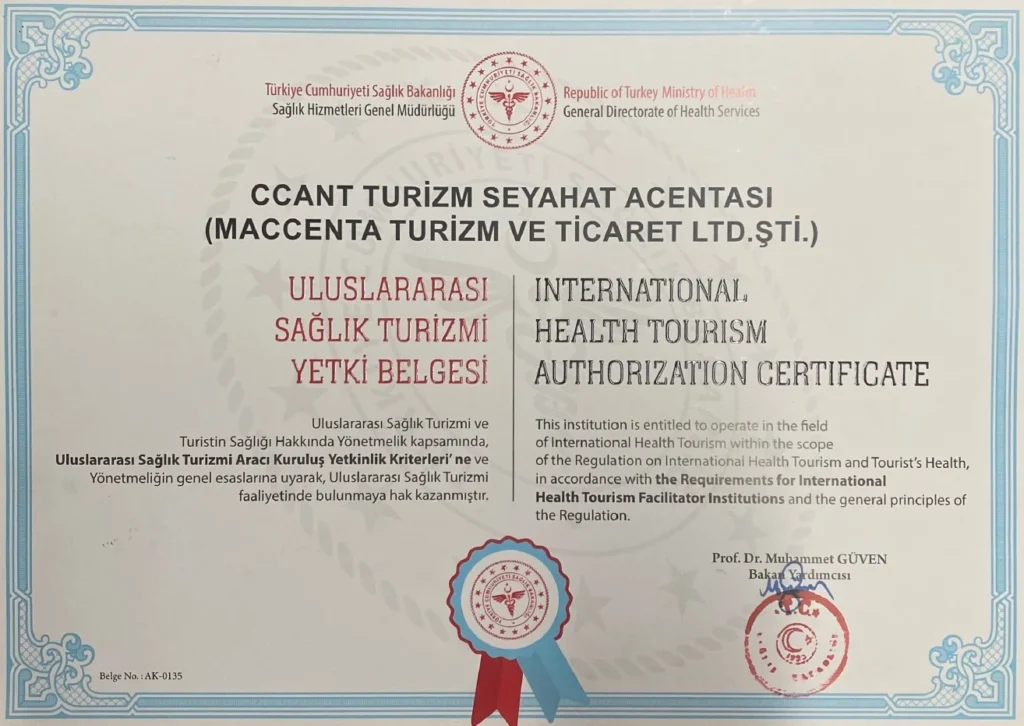 Türkiye Cumhuriyeti Sağlık Bakanlığı
Sağlık Hizmetleri Genel Müdürlüğü
Republic of Turkey Ministry of Health
General Directorate of Health Services
CCANT TURİZM SEYAHAT ACENTASI
(MACCENTA TURİZM VE TİCARET LTD.ŞTİ.)
ULUSLARARASI
SAĞLIK TURİZMİ
YETKİ BELGESİ
INTERNATIONAL
HEALTH TOURISM
AUTHORIZATION CERTIFICATE
Uluslararası Sağlık Turizmi ve
Turistin Sağlığı Hakkında Yönetmelik kapsamında,
Uluslararası Sağlık Turizmi Aracı Kuruluş Yetkinlik Kriterleri' ne ve
Yönetmeliğin genel esaslarına uyarak, Uluslararası Sağlık Turizmi
faaliyetinde bulunmaya hak kazanmıştır.
This institution is entitled to operate in the field
of International Health Tourism within the scope
of the Regulation on International Health Tourism and Tourist's Health,
in accordance with the Requirements for International
Health Tourism Facilitator Institutions and the general principles of
the Regulation.
Prof. Dr. Muhammet GÜVEN
Bakan Yardımcısı
T.C.
1923
Belge No. : AK-0135